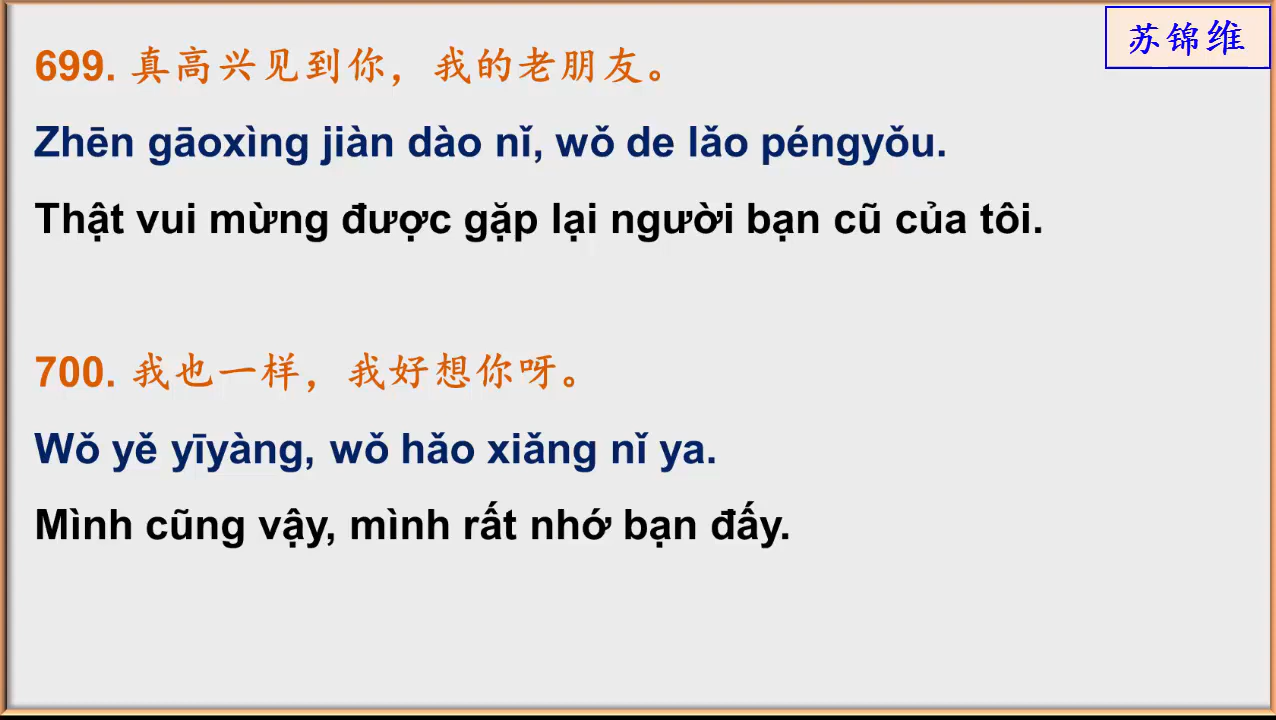 苏锦维
699. 真高兴见到你，我的老朋友。
Zhēn gāoxìng jiàn dào nǐ, wǒ de lǎo péngyǒu.
Thật vui mừng được gặp lại người bạn cũ của tôi.
700. 我也一样，我好想你呀。
Wǒ yě yīyàng, wǒ hǎo xiǎng nǐ ya.
Mình cũng vậy, mình rất nhớ bạn đấy.